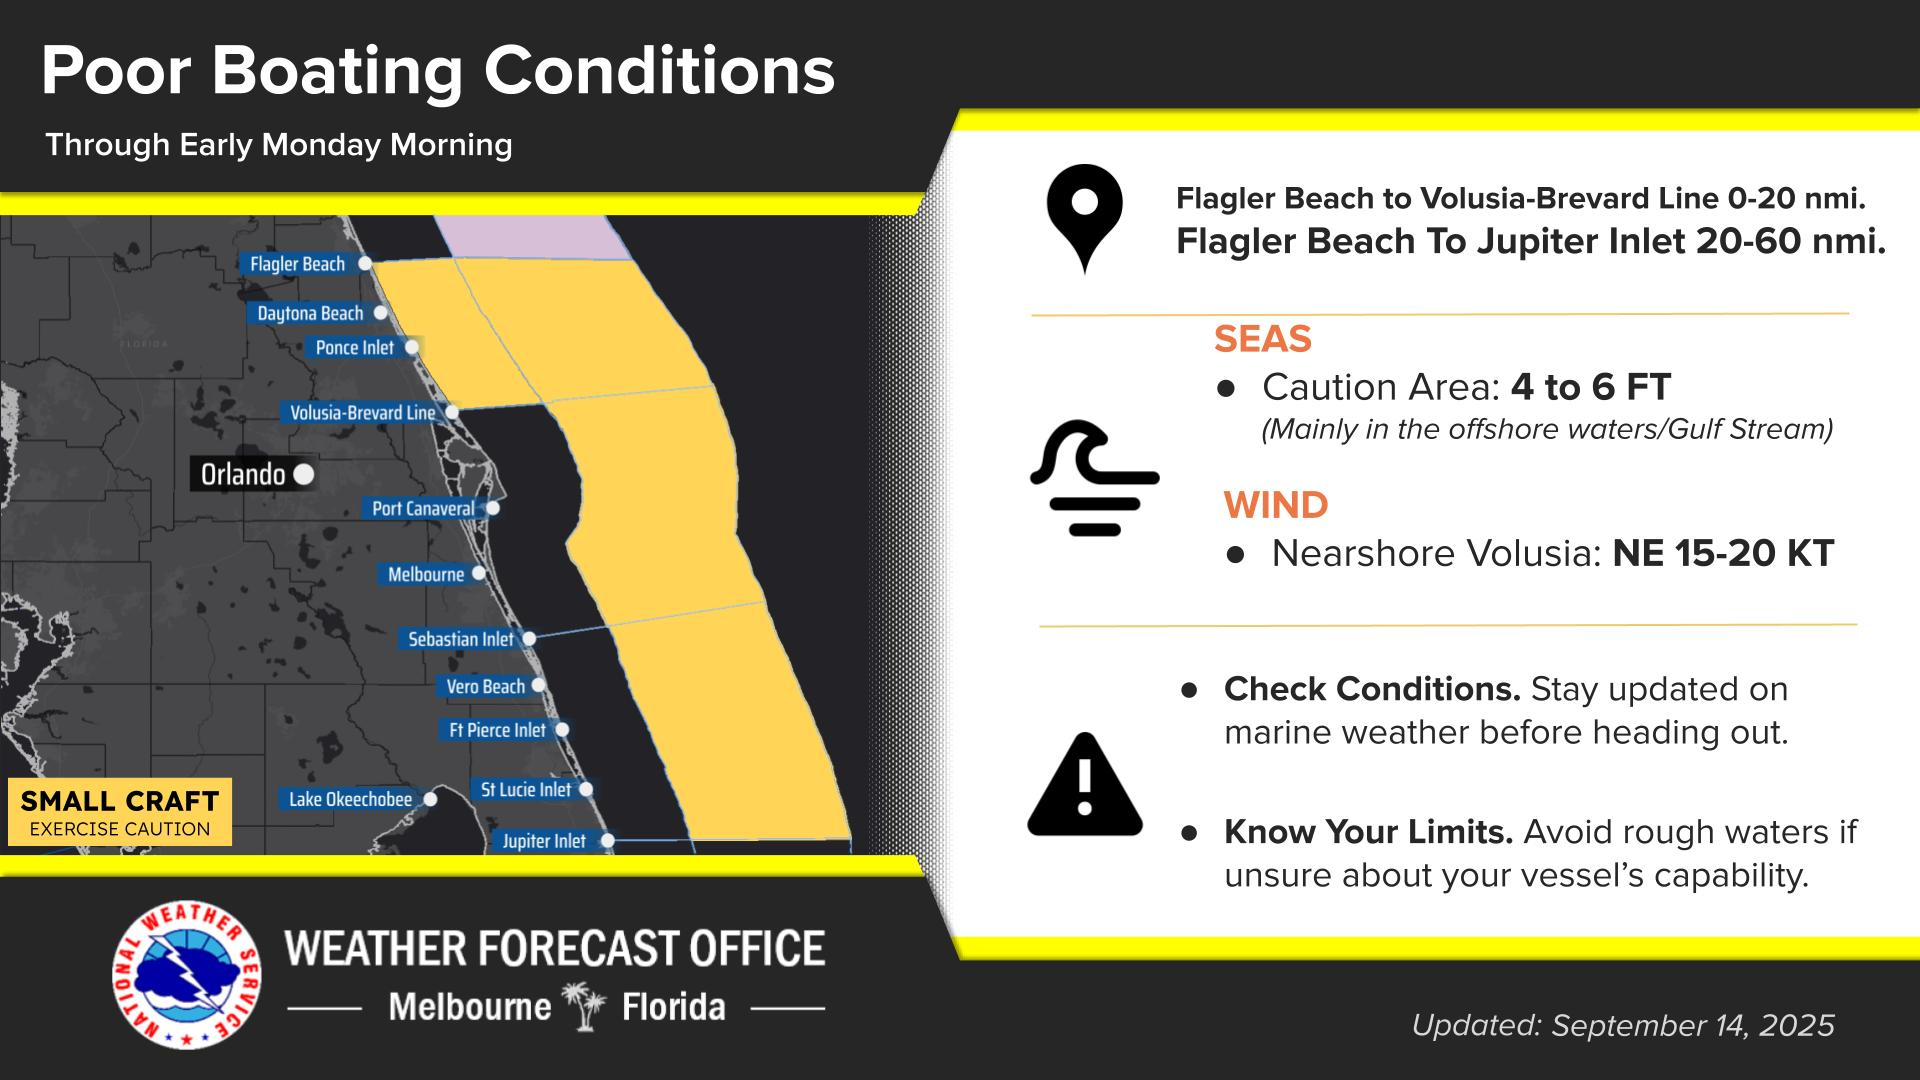 Poor Boating Conditions
Through Early Monday Morning
FLORIDA
Flagler Beach
Daytona Beach
Ponce Inlet
Volusia-Brevard Line
Orlando
Port Canaveral
Melbourne
Sebastian Inlet
Vero Beach
Ft Pierce Inlet
St Lucie Inlet
Lake Okeechobee
Jupiter Inlet
SMALL CRAFT
EXERCISE CAUTION
Flagler Beach to Volusia-Brevard Line 0-20 nmi.
Flagler Beach To Jupiter Inlet 20-60 nmi.
SEAS
● Caution Area: 4 to 6 FT
(Mainly in the offshore waters/Gulf Stream)
WIND
● Nearshore Volusia: NE 15-20 KT
● Check Conditions. Stay updated on
marine weather before heading out.
● Know Your Limits. Avoid rough waters if
unsure about your vessel’s capability.
NATIONAL WEATHER SERVICE
WEATHER FORECAST OFFICE
Melbourne Florida
Updated: September 14, 2025